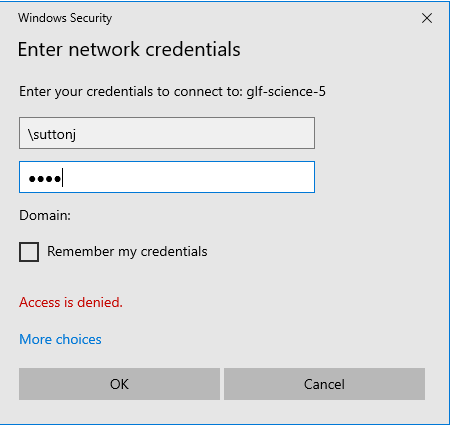 Windows Security
Enter network credentials
Enter your credentials to connect to: glf-science-5
\suttonj
●●●●
Domain:
Remember my credentials
Access is denied.
More choices
OK
Cancel